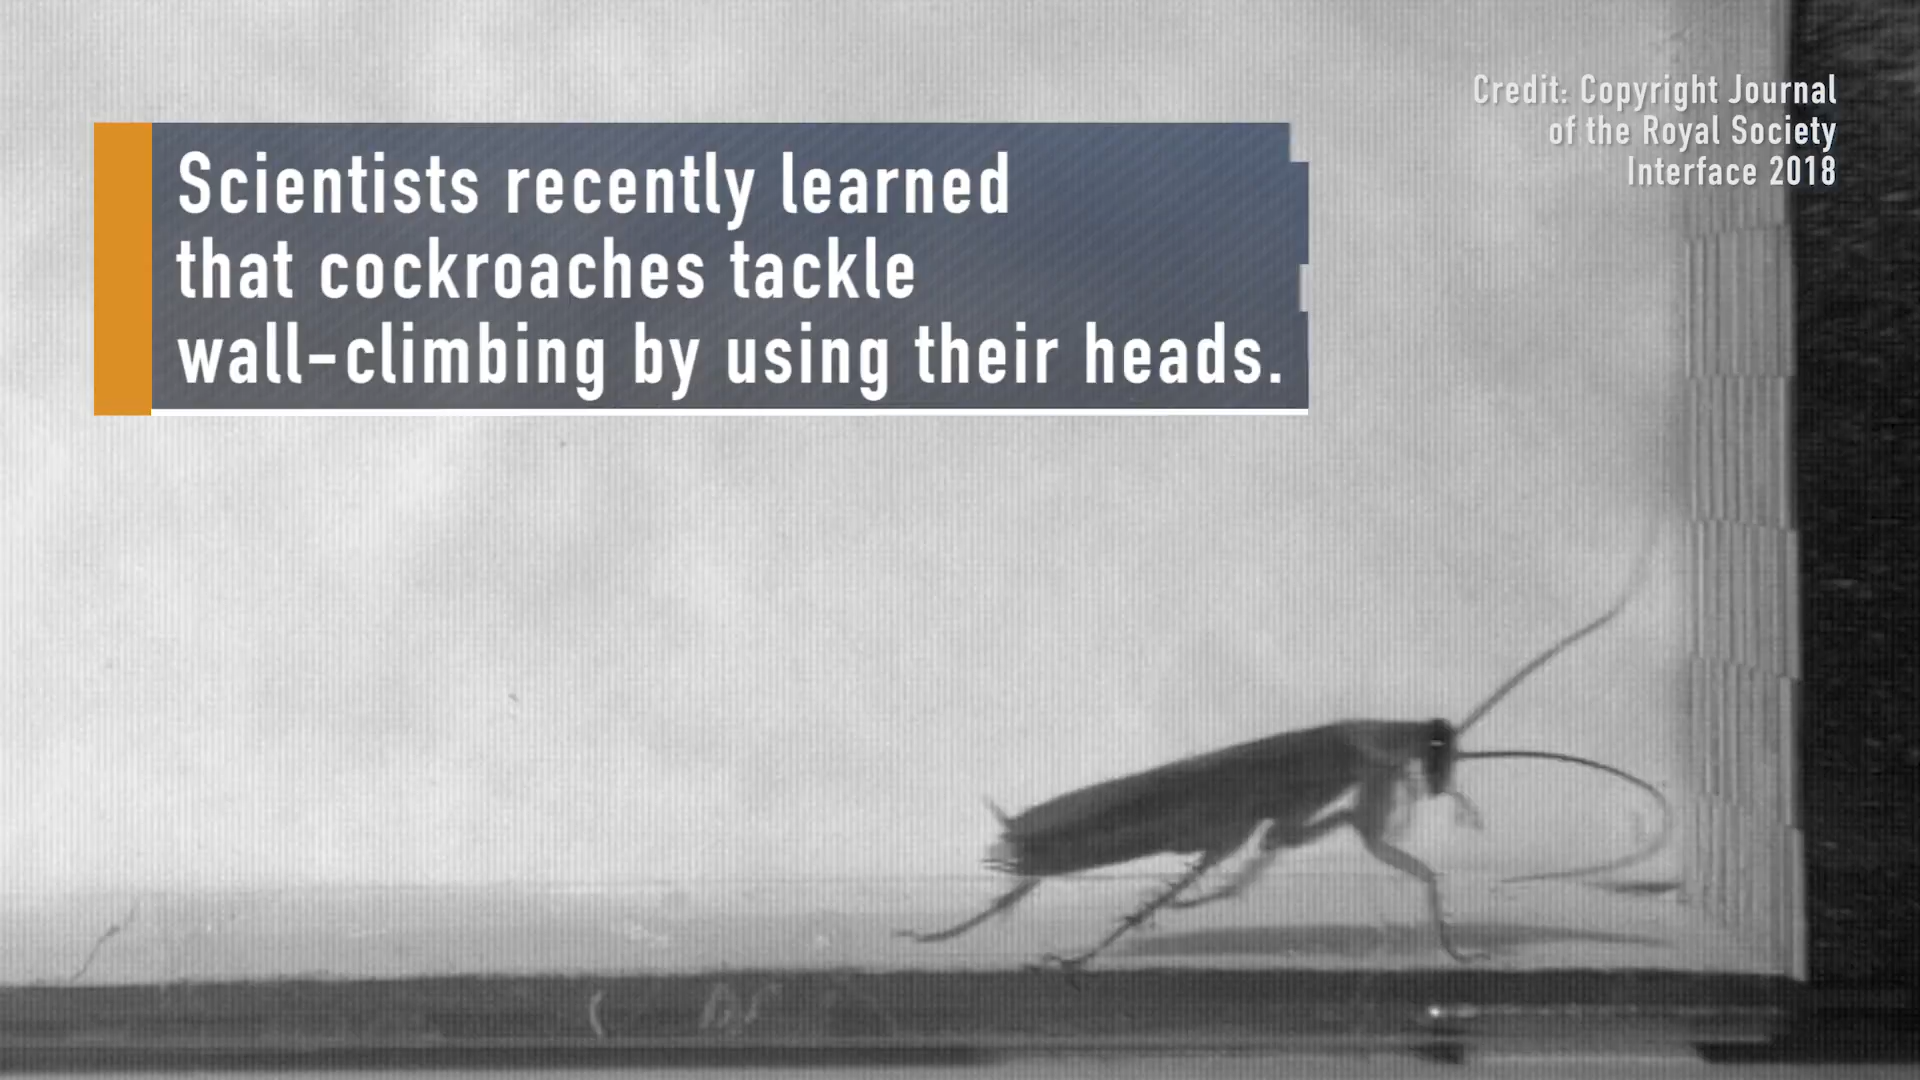 Scientists recently learned
that cockroaches tackle
wall-climbing by using their heads.
Credit: Copyright Journal
of the Royal Society
Interface 2018